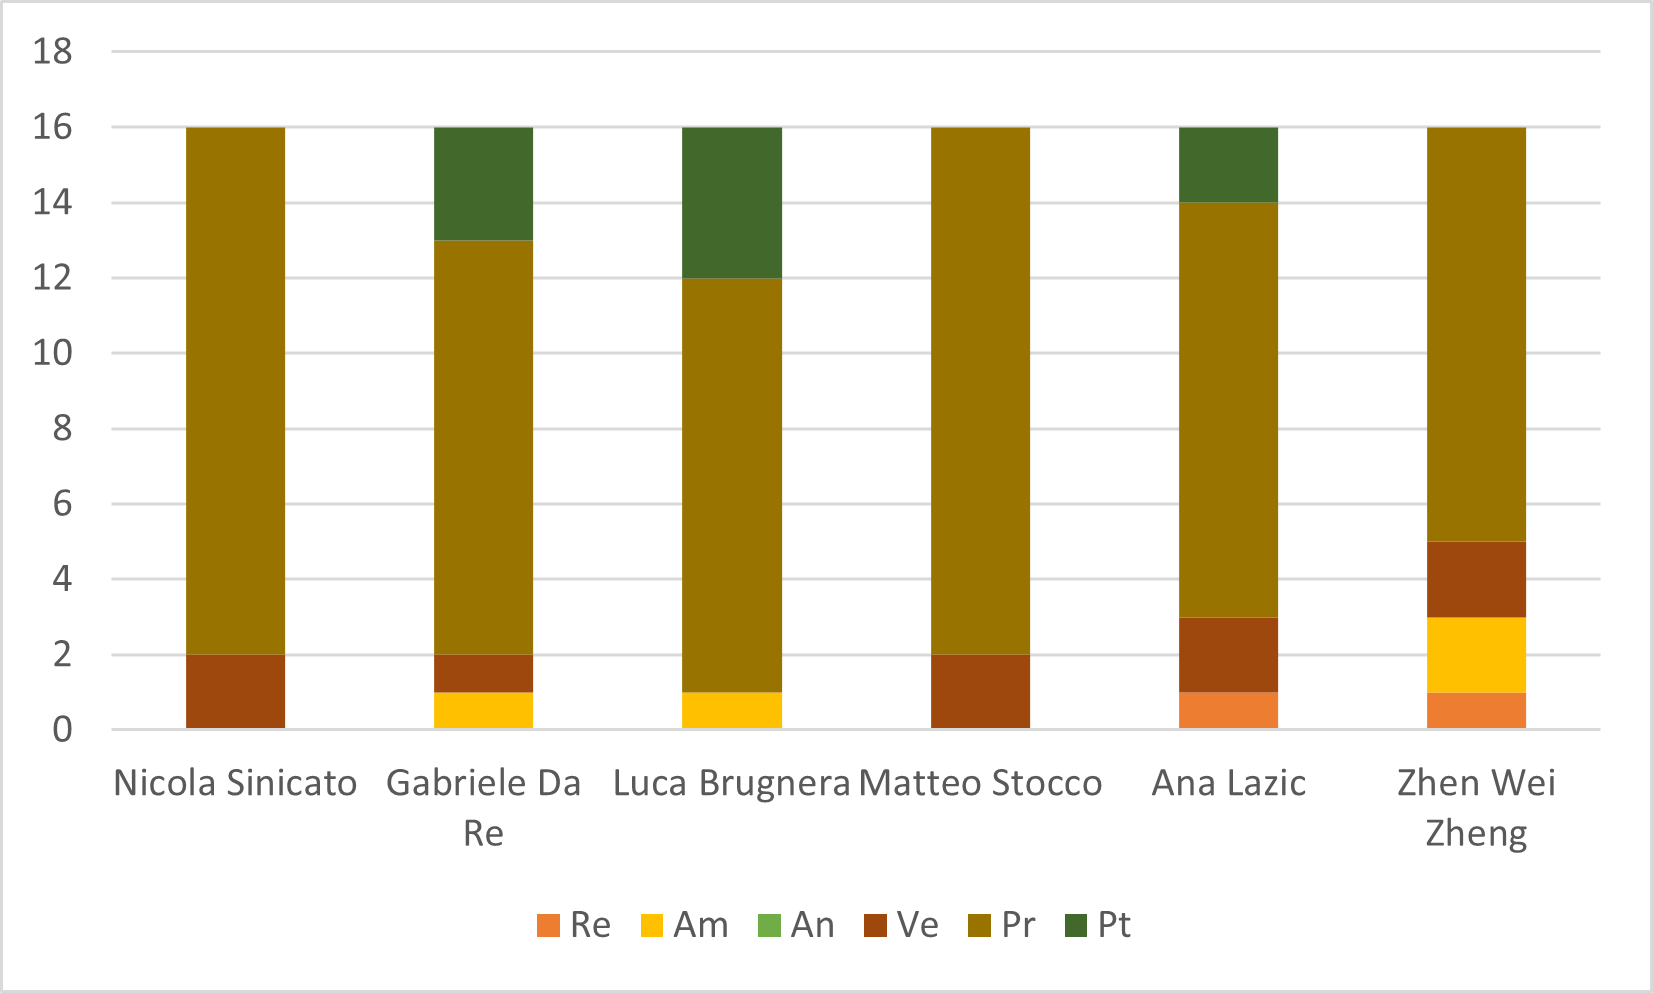 18
16
14
12
10
8
6
4
2
0
Nicola Sinicato
Gabriele Da
Re
Luca Brugnera
Matteo Stocco
Ana Lazic
Zhen Wei
Zheng
Re Am An Ve Pr Pt